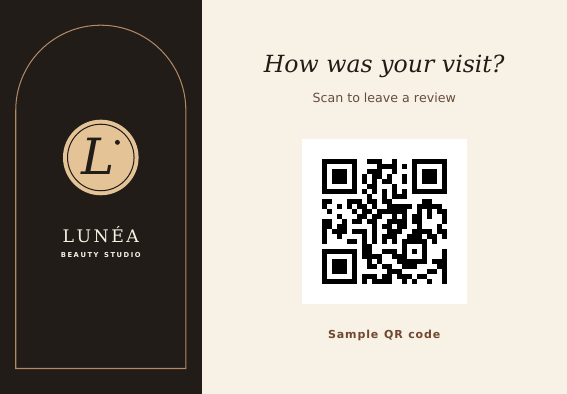 L
LUNÉA
BEAUTY STUDIO
How was your visit?
Scan to leave a review
Sample QR code